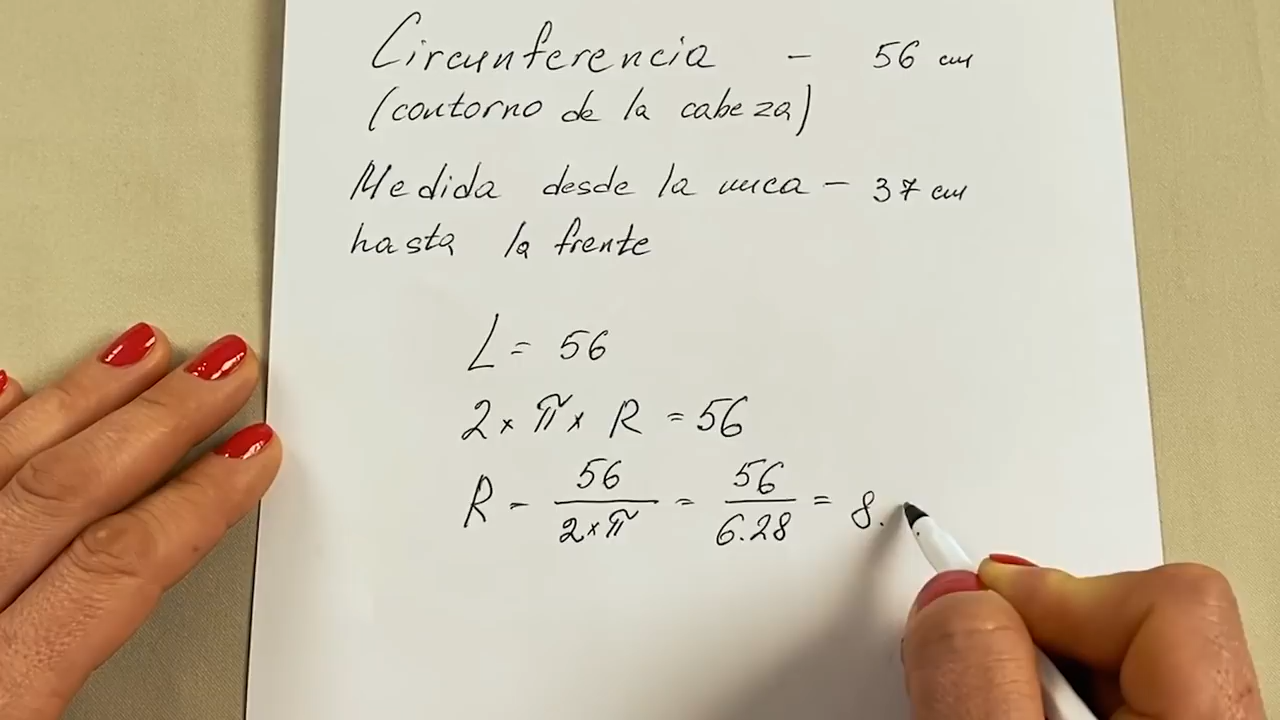 Circunferencia - 56 cm
(contorno de la cabeza)
Medida desde la nuca - 37 cm
hasta la frente
L = 56
2 × π × R = 56
R - 56 / 2×π = 56 / 6.28 = 8.